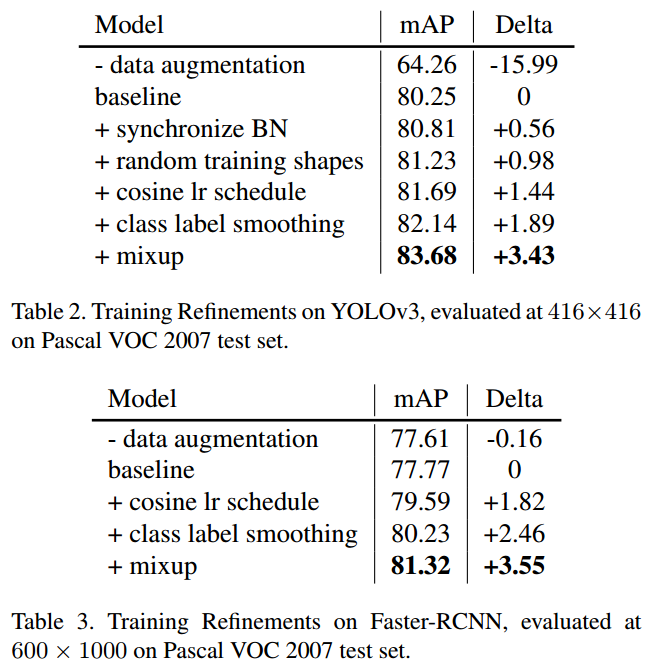 Model mAP Delta
- data augmentation 64.26 -15.99
baseline 80.25 0
+ synchronize BN 80.81 +0.56
+ random training shapes 81.23 +0.98
+ cosine lr schedule 81.69 +1.44
+ class label smoothing 82.14 +1.89
+ mixup 83.68 +3.43
Table 2. Training Refinements on YOLOv3, evaluated at 416×416
on Pascal VOC 2007 test set.
Model mAP Delta
- data augmentation 77.61 -0.16
baseline 77.77 0
+ cosine lr schedule 79.59 +1.82
+ class label smoothing 80.23 +2.46
+ mixup 81.32 +3.55
Table 3. Training Refinements on Faster-RCNN, evaluated at
600 × 1000 on Pascal VOC 2007 test set.